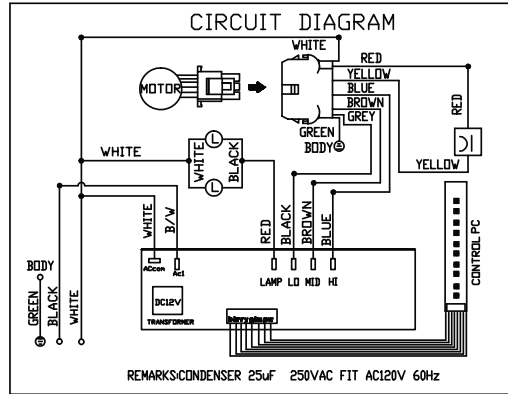 CIRCUIT DIAGRAM
WHITE
RED
YELLOW
BLUE
BROWN
GREY
MOTOR
GREEN
BODY
RED
YELLOW
WHITE
WHITE
L
L
BLACK
WHITE
B/W
RED
BLACK
BROWN
BLUE
ACcom
Ac1
LAMP LO MID HI
DC12V
TRANSFORMER
CONTROL PC
BODY
GREEN
BLACK
WHITE
REMARKS:CONDENSER 25uF 250VAC FIT AC120V 60Hz